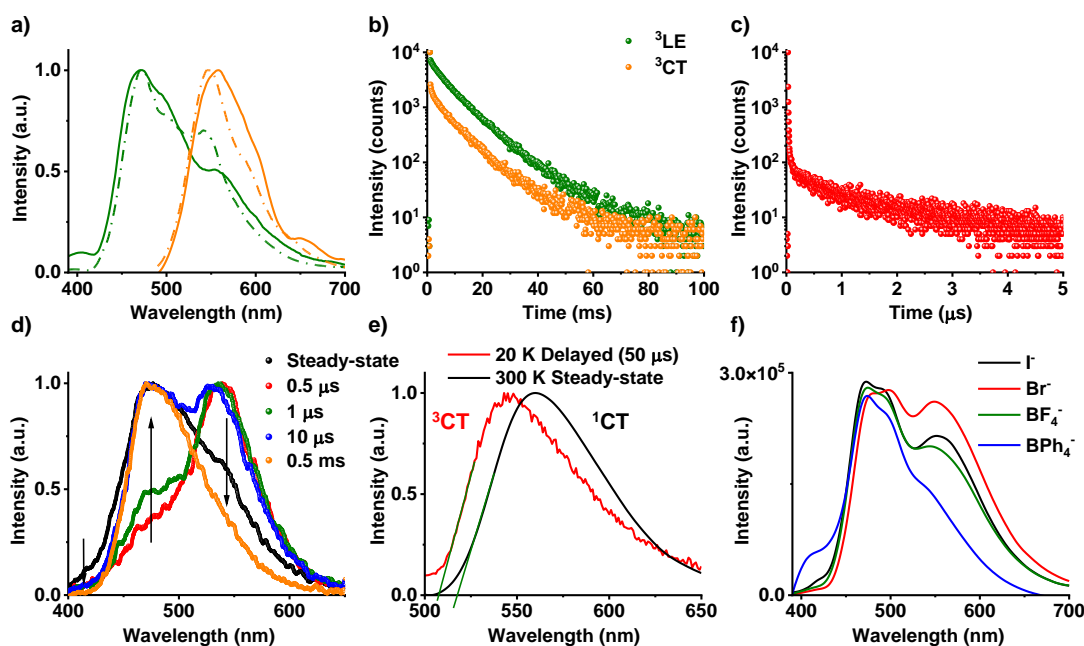 a)
1.0
0.5
0.0
400
500
600
700
Intensity (a.u.)
Wavelength (nm)
b)
³LE
³CT
10⁴
10³
10²
10¹
10⁰
0
20
40
60
80
100
Intensity (counts)
Time (ms)
c)
10⁴
10³
10²
10¹
10⁰
0
1
2
3
4
5
Intensity (counts)
Time (μs)
d)
Steady-state
0.5 μs
1 μs
10 μs
0.5 ms
1.0
0.5
0.0
400
500
600
Intensity (a.u.)
Wavelength (nm)
e)
20 K Delayed (50 μs)
300 K Steady-state
³CT
¹CT
1.0
0.5
0.0
500
550
600
650
Intensity (a.u.)
Wavelength (nm)
f)
I⁻
Br⁻
BF₄⁻
BPh₄⁻
3.0×10⁵
0.0
400
500
600
700
Intensity (a.u.)
Wavelength (nm)